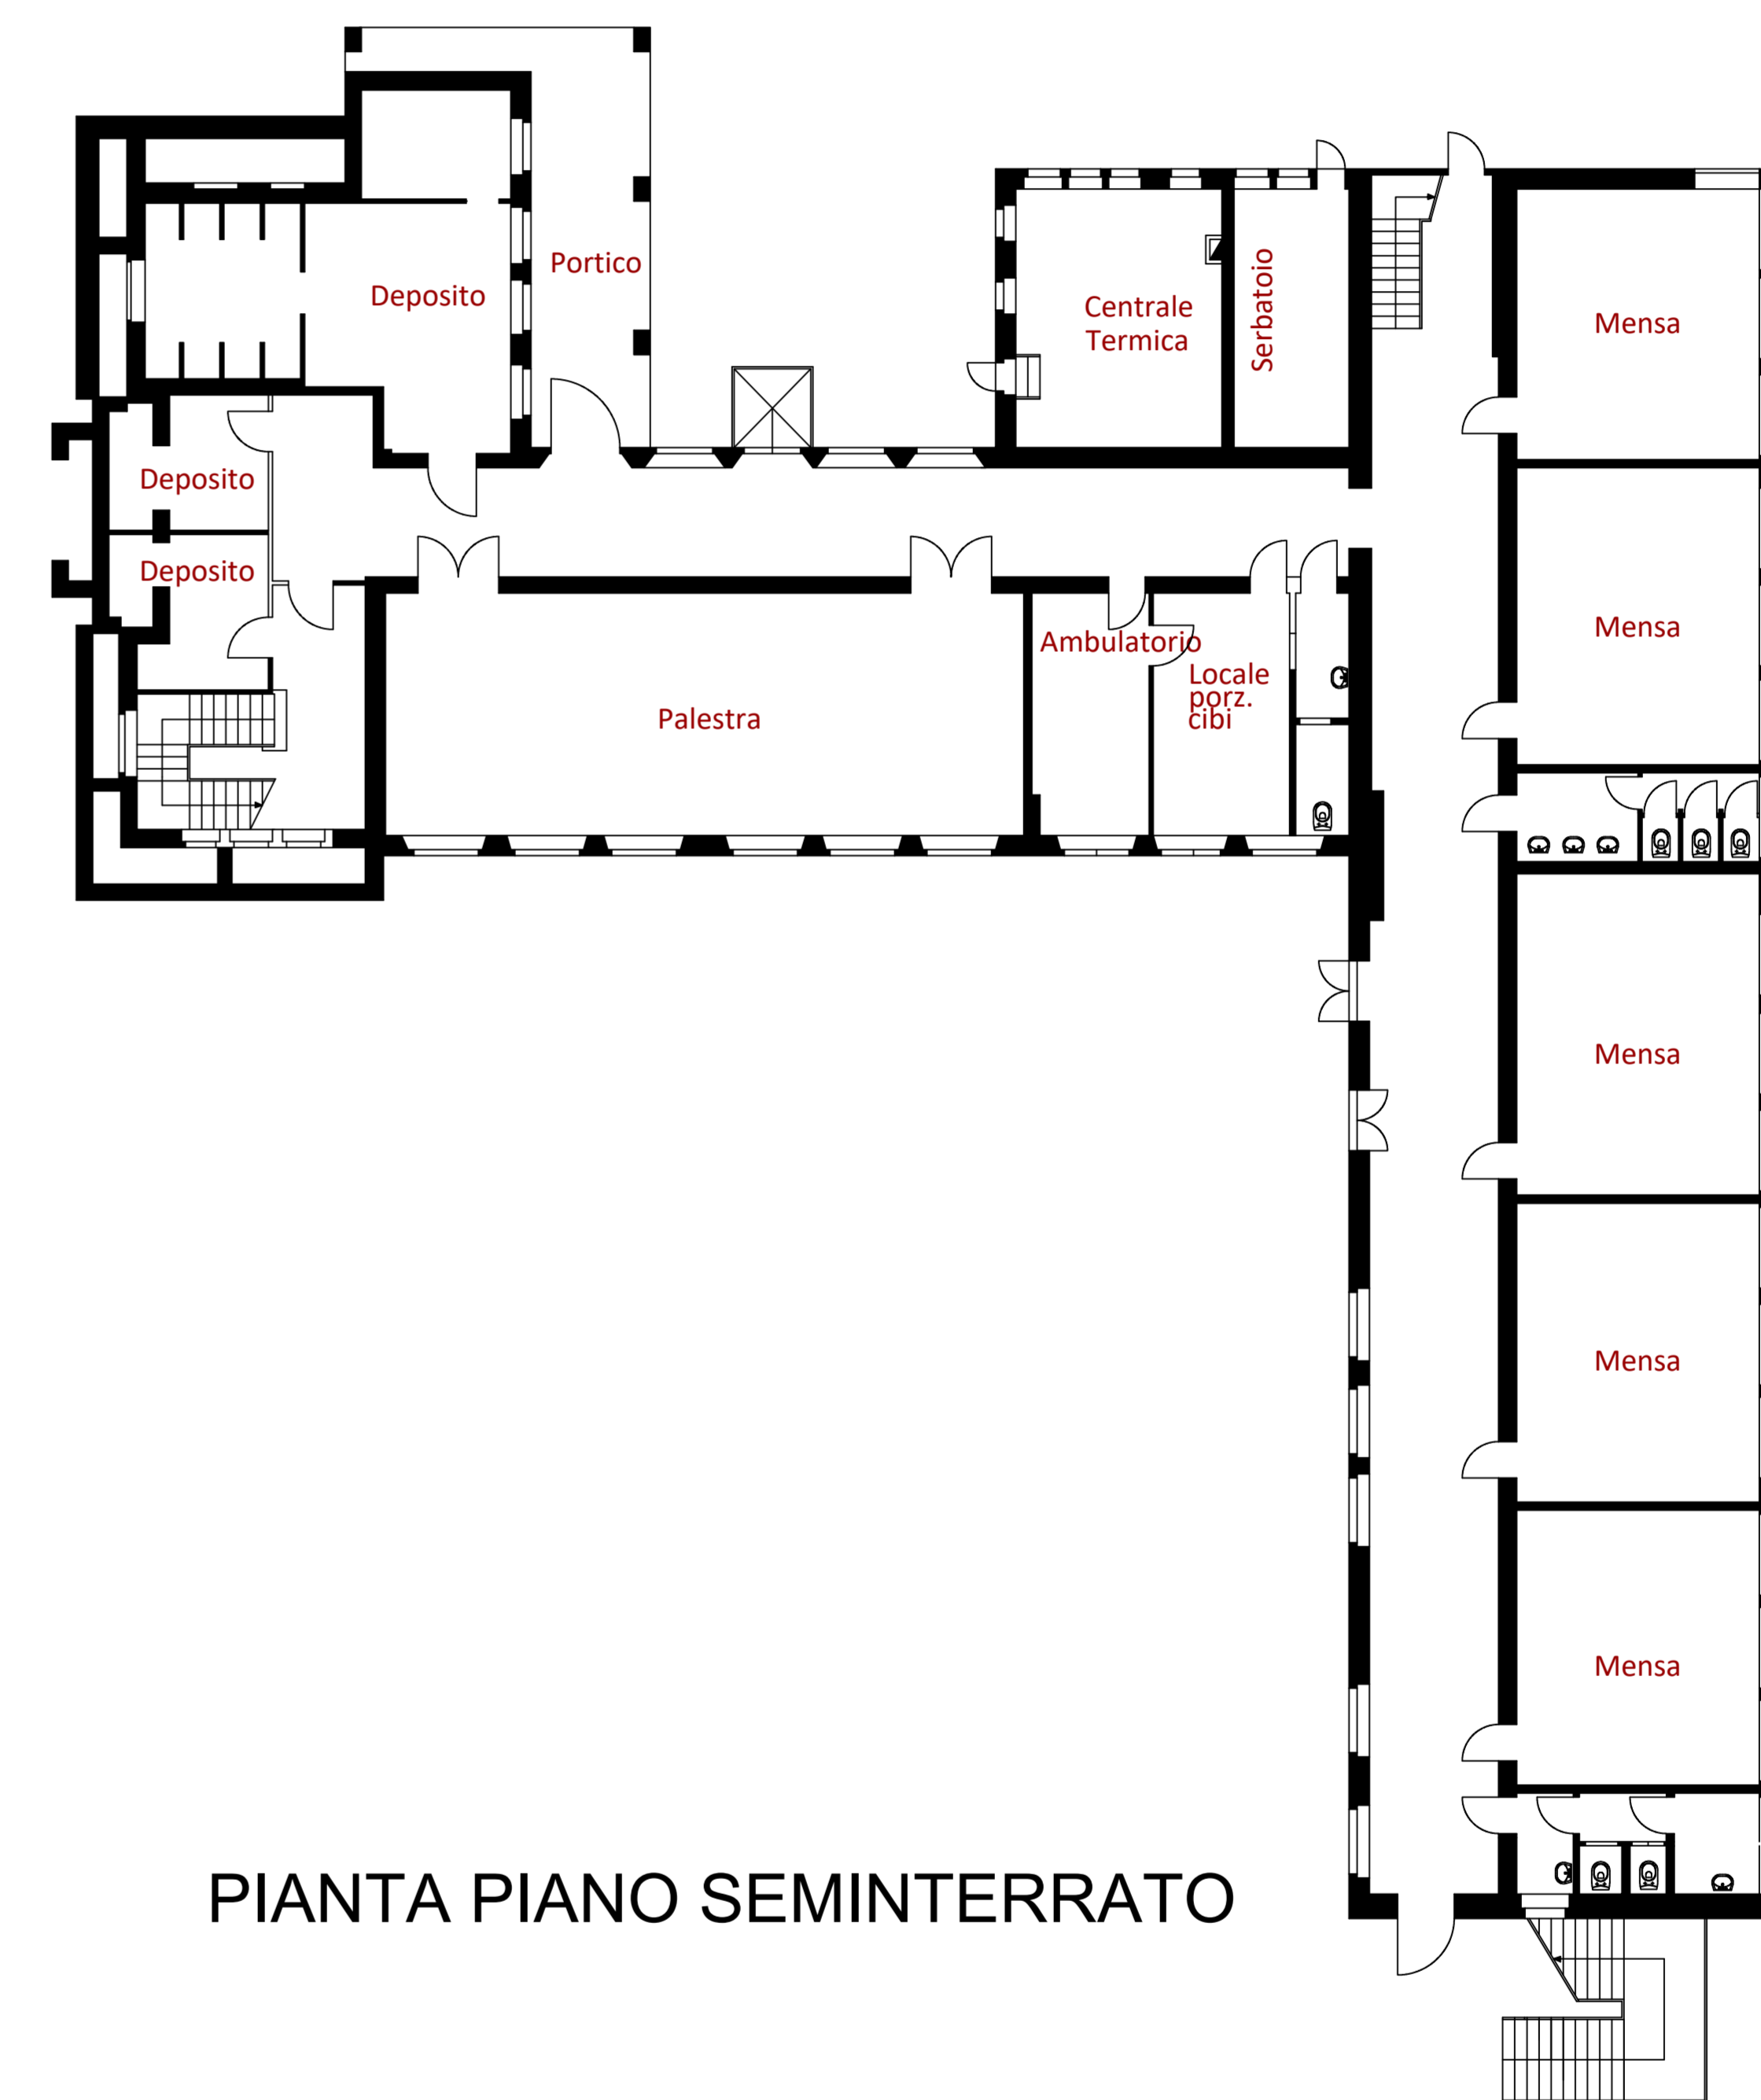 Portico
Deposito
Centrale
Termica
Serbatoio
Mensa
Deposito
Deposito
Mensa
Ambulatorio
Locale
porz.
cibi
Palestra
Mensa
Mensa
Mensa
PIANTA PIANO SEMINTERRATO